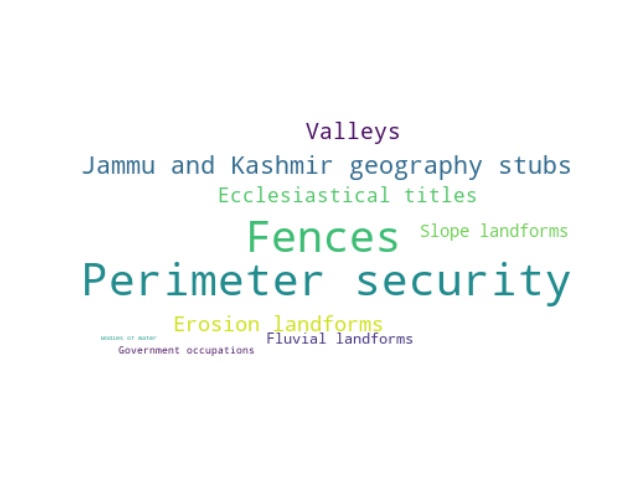 Valleys
Jammu and Kashmir geography stubs
Ecclesiastical titles
Fences
Slope landforms
Perimeter security
Erosion landforms
Bodies of water
Fluvial landforms
Government occupations